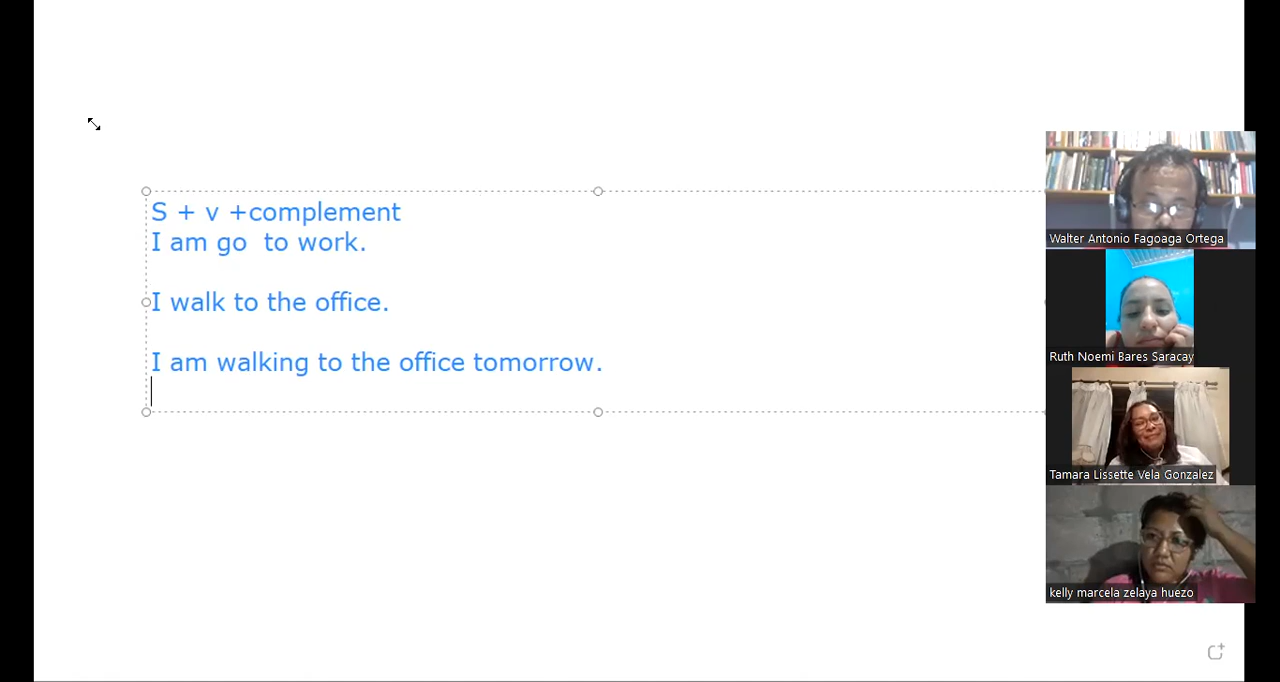 S + v +complement
I am go  to work.
I walk to the office.
I am walking to the office tomorrow.
Walter Antonio Fagoaga Ortega
Ruth Noemi Bares Saracay
Tamara Lissette Vela Gonzalez
kelly marcela zelaya huezo